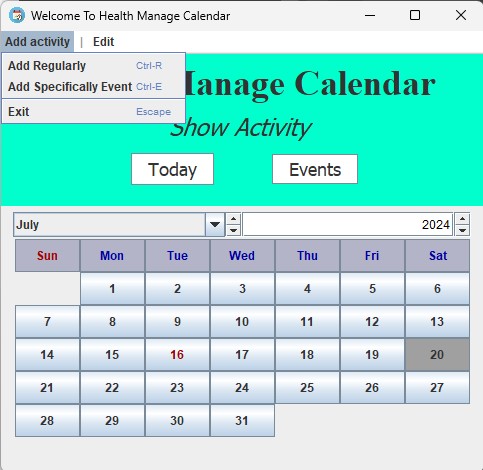 Welcome To Health Manage Calendar
Add activity | Edit
Add Regularly Ctrl-R
Add Specifically Event Ctrl-E
Exit Escape
Manage Calendar
Show Activity
Today Events
July 2024
Sun Mon Tue Wed Thu Fri Sat
1 2 3 4 5 6
7 8 9 10 11 12 13
14 15 16 17 18 19 20
21 22 23 24 25 26 27
28 29 30 31